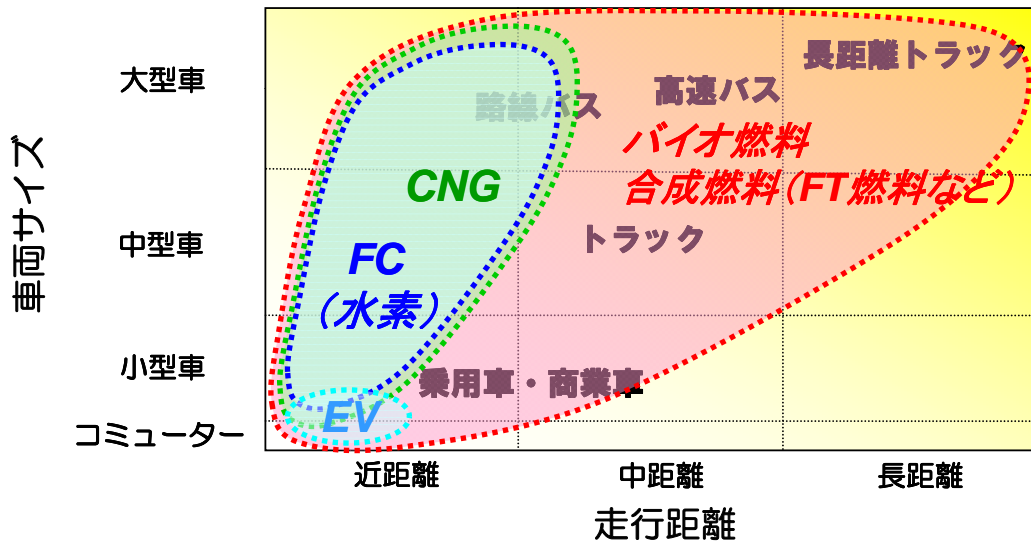 長距離トラック
大型車
高速バス
路線バス
バイオ燃料
合成燃料(FT燃料など)
CNG
車両サイズ
中型車
トラック
FC
(水素)
小型車
乗用車・商業車
EV
コミューター
近距離
中距離
長距離
走行距離